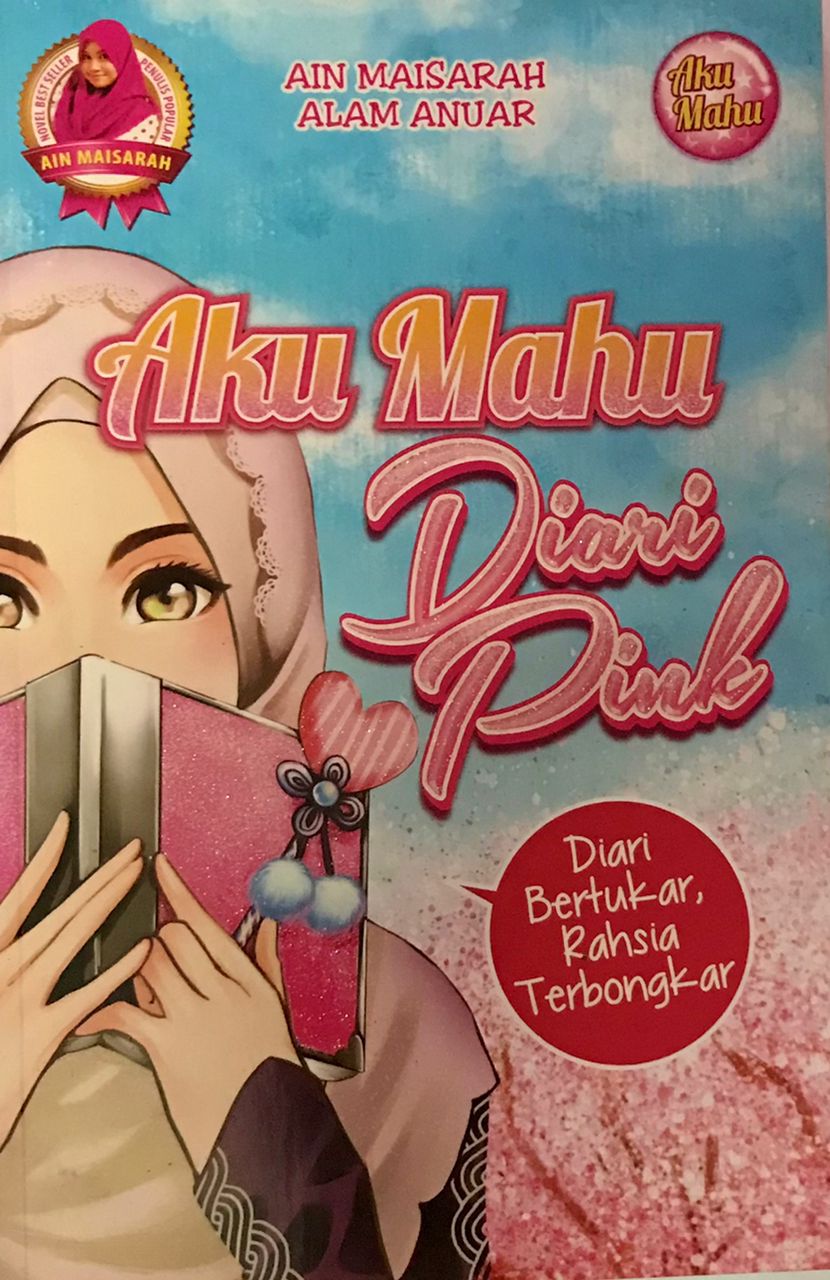 NOVEL BEST SELLER
PENULIS POPULAR
AIN MAISARAH
AIN MAISARAH
ALAM ANUAR
Aku
Mahu
Aku Mahu
Diari
Pink
Diari
Bertukar,
Rahsia
Terbongkar